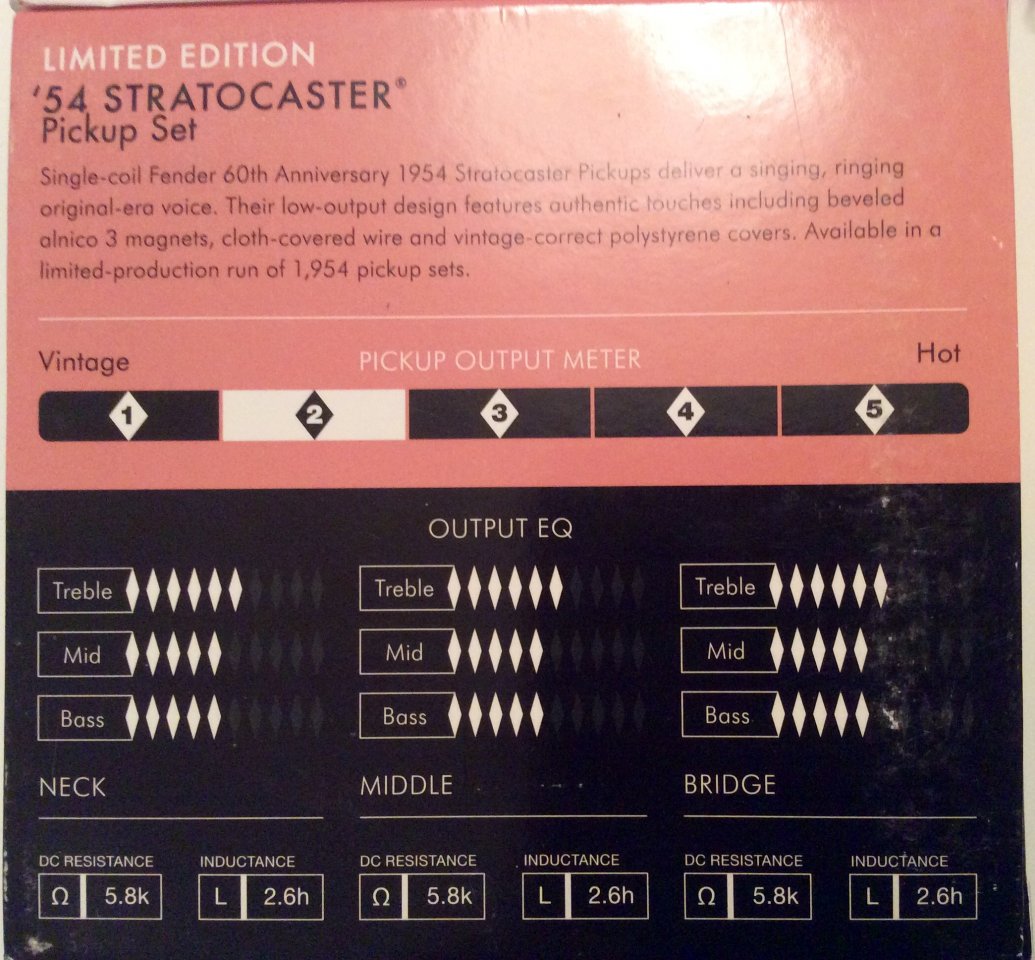 LIMITED EDITION
'54 STRATOCASTER®
Pickup Set
Single-coil Fender 60th Anniversary 1954 Stratocaster Pickups deliver a singing, ringing
original-era voice. Their low-output design features authentic touches including beveled
alnico 3 magnets, cloth-covered wire and vintage-correct polystyrene covers. Available in a
limited-production run of 1,954 pickup sets.
Vintage PICKUP OUTPUT METER Hot
1 2 3 4 5
OUTPUT EQ
Treble Treble Treble
Mid Mid Mid
Bass Bass Bass
NECK MIDDLE BRIDGE
DC RESISTANCE INDUCTANCE DC RESISTANCE INDUCTANCE DC RESISTANCE INDUCTANCE
Ω 5.8k L 2.6h Ω 5.8k L 2.6h Ω 5.8k L 2.6h